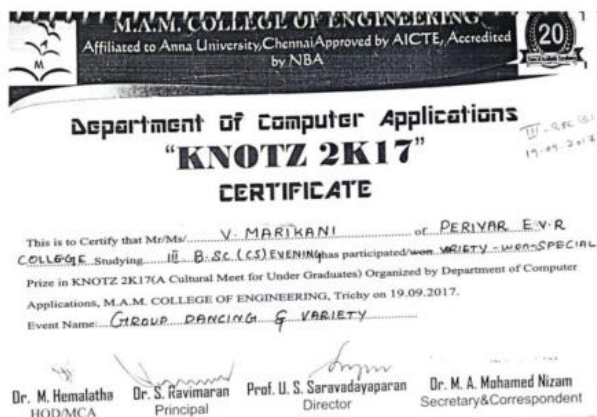 M.A.M. COLLEGE OF ENGINEERING
Affiliated to Anna University,Chennai Approved by AICTE, Accredited
by NBA
20
M
Department of Computer Applications
"KNOTZ 2K17"
CERTIFICATE
19.09.2017
This is to Certify that Mr/Ms/ V. MARIKANI of PERIYAR E.V.R
COLLEGE Studying III B.SC.(CS) EVENING has participated/won VARIETY - won - SPECIAL
Prize in KNOTZ 2K17(A Cultural Meet for Under Graduates) Organized by Department of Computer
Applications, M.A.M. COLLEGE OF ENGINEERING, Trichy on 19.09.2017.
Event Name: GROUP DANCING & VARIETY
Dr. M. Hemalatha Dr. S. Ravimaran Prof. U. S. Saravadayaparan Dr. M. A. Mohamed Nizam
HOD/MCA Principal Director Secretary&Correspondent